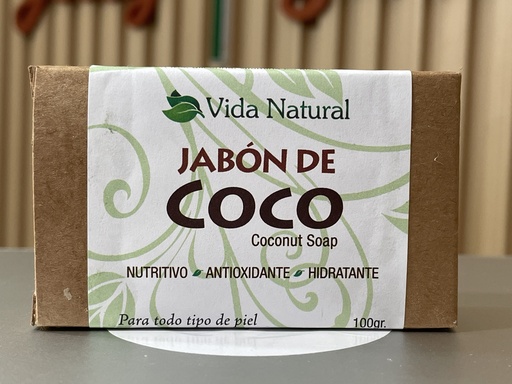 Vida Natural
JABÓN DE
COCO
Coconut Soap
NUTRITIVO ANTIOXIDANTE HIDRATANTE
Para todo tipo de piel 100gr.